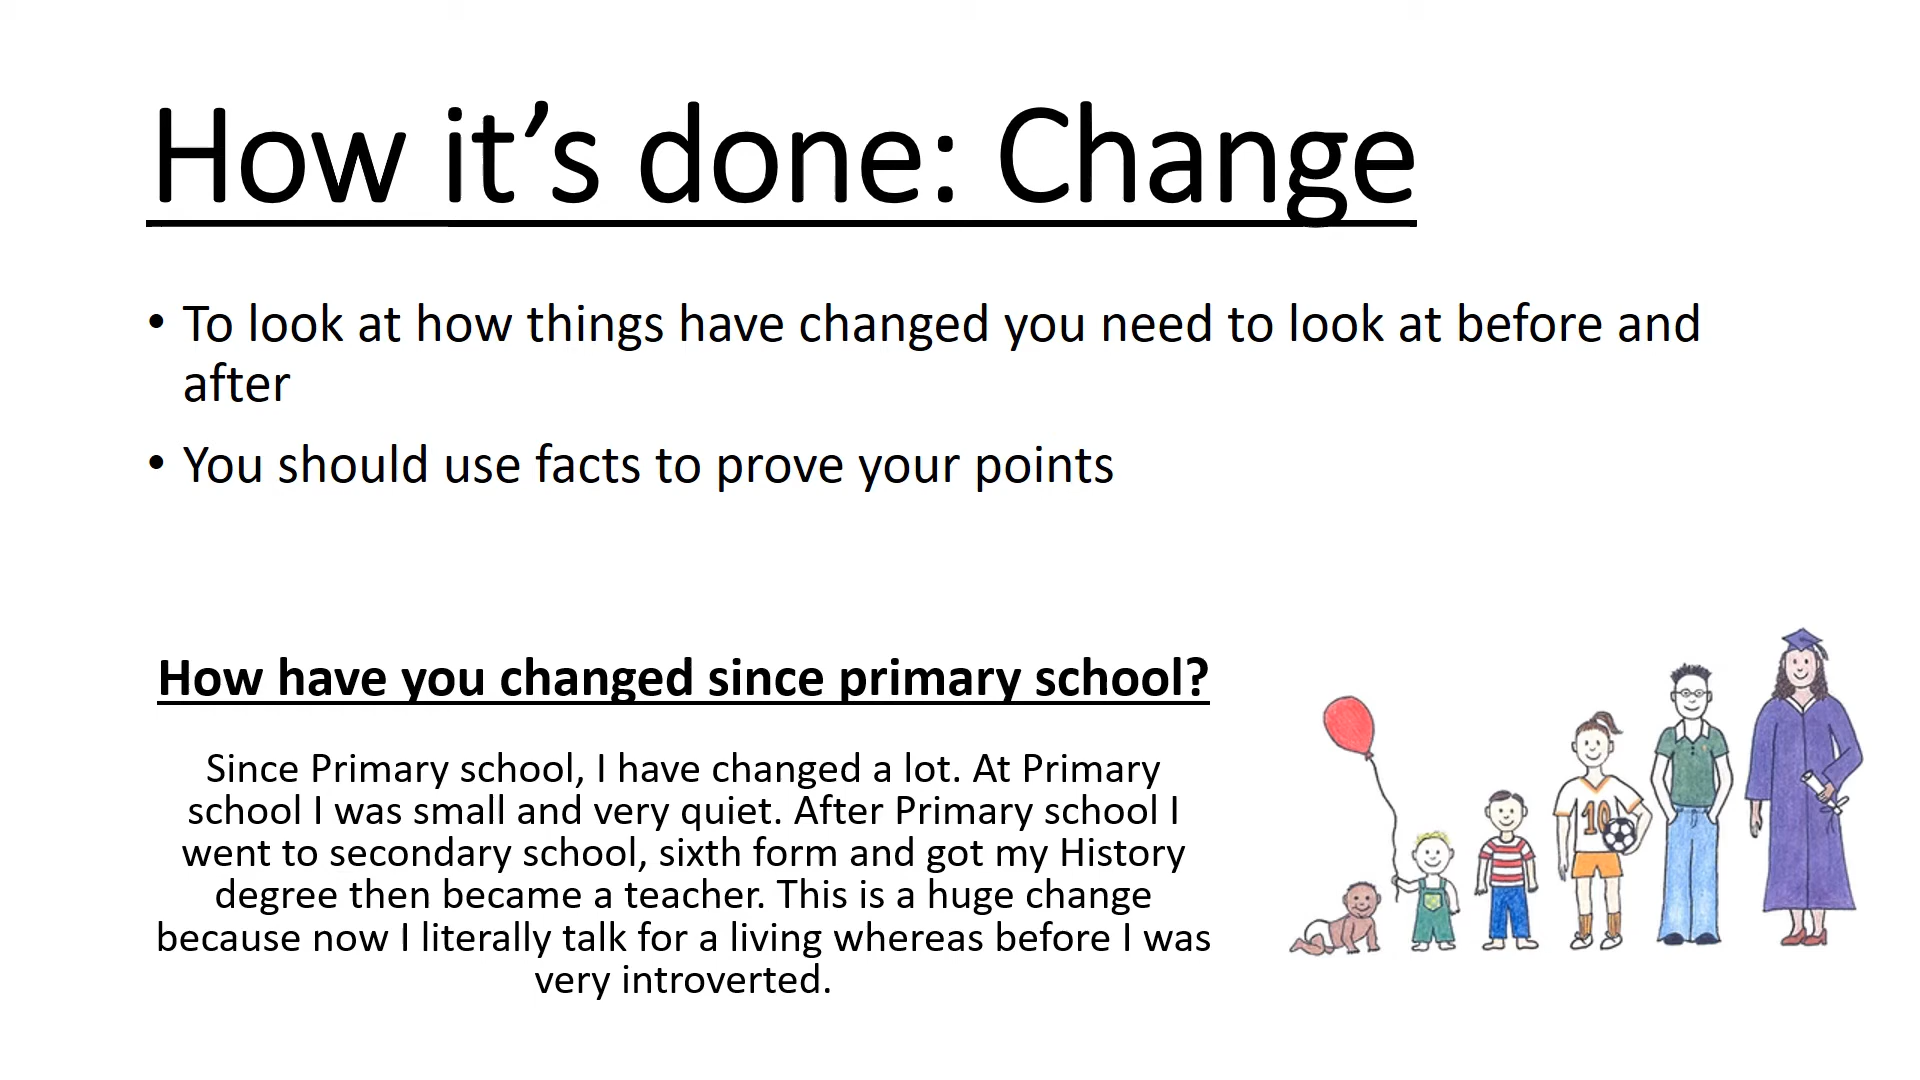 How it’s done: Change
• To look at how things have changed you need to look at before and
after
• You should use facts to prove your points
How have you changed since primary school?
Since Primary school, I have changed a lot. At Primary
school I was small and very quiet. After Primary school I
went to secondary school, sixth form and got my History
degree then became a teacher. This is a huge change
because now I literally talk for a living whereas before I was
very introverted.
10